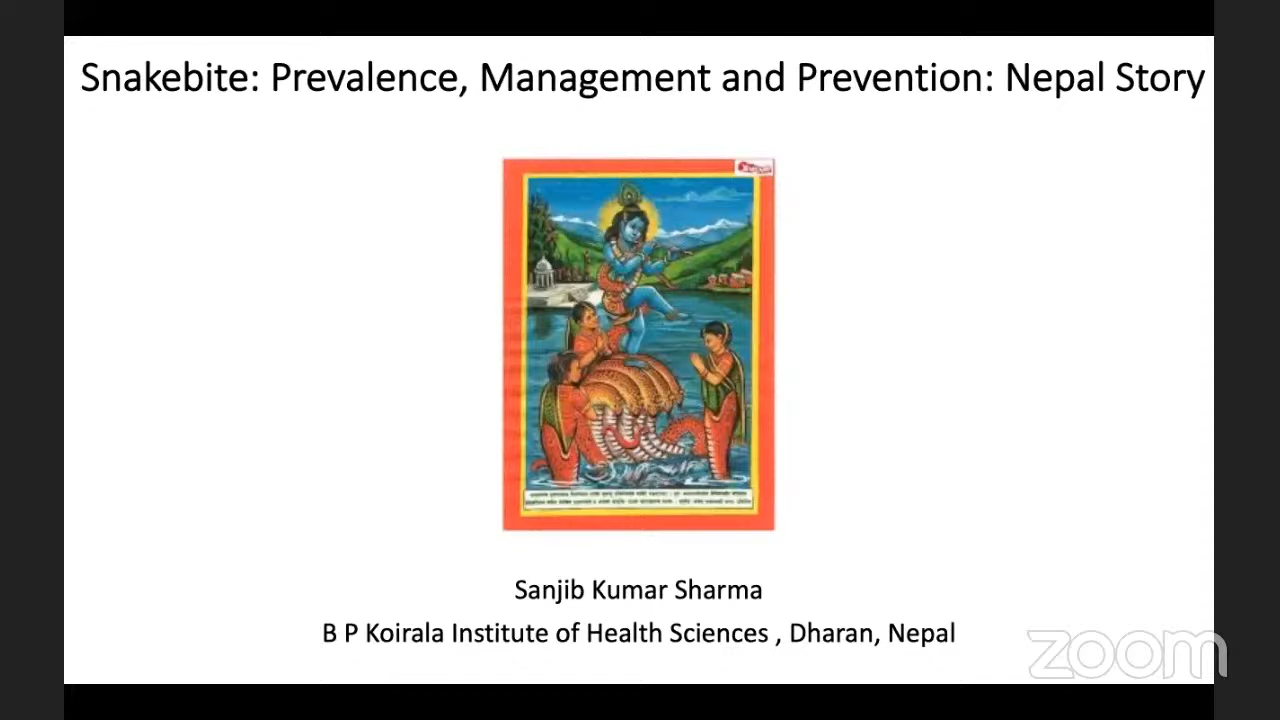 Snakebite: Prevalence, Management and Prevention: Nepal Story
Sanjib Kumar Sharma
B P Koirala Institute of Health Sciences , Dharan, Nepal
zoom